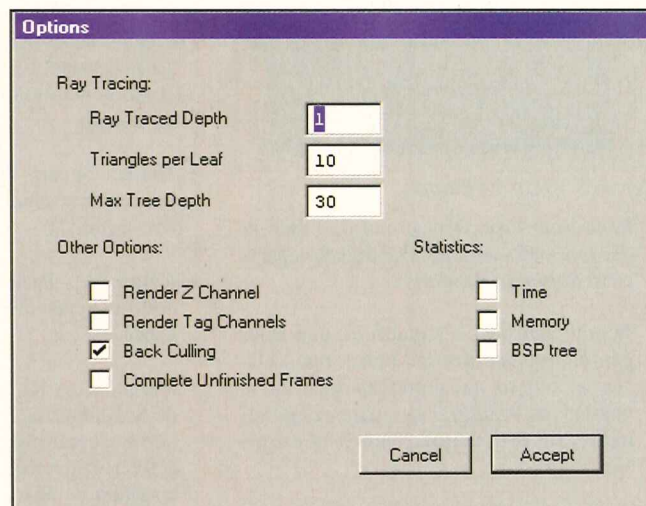 Options
Ray Tracing:
Ray Traced Depth 1
Triangles per Leaf 10
Max Tree Depth 30
Other Options: Statistics:
Render Z Channel Time
Render Tag Channels Memory
Back Culling BSP tree
Complete Unfinished Frames
Cancel Accept